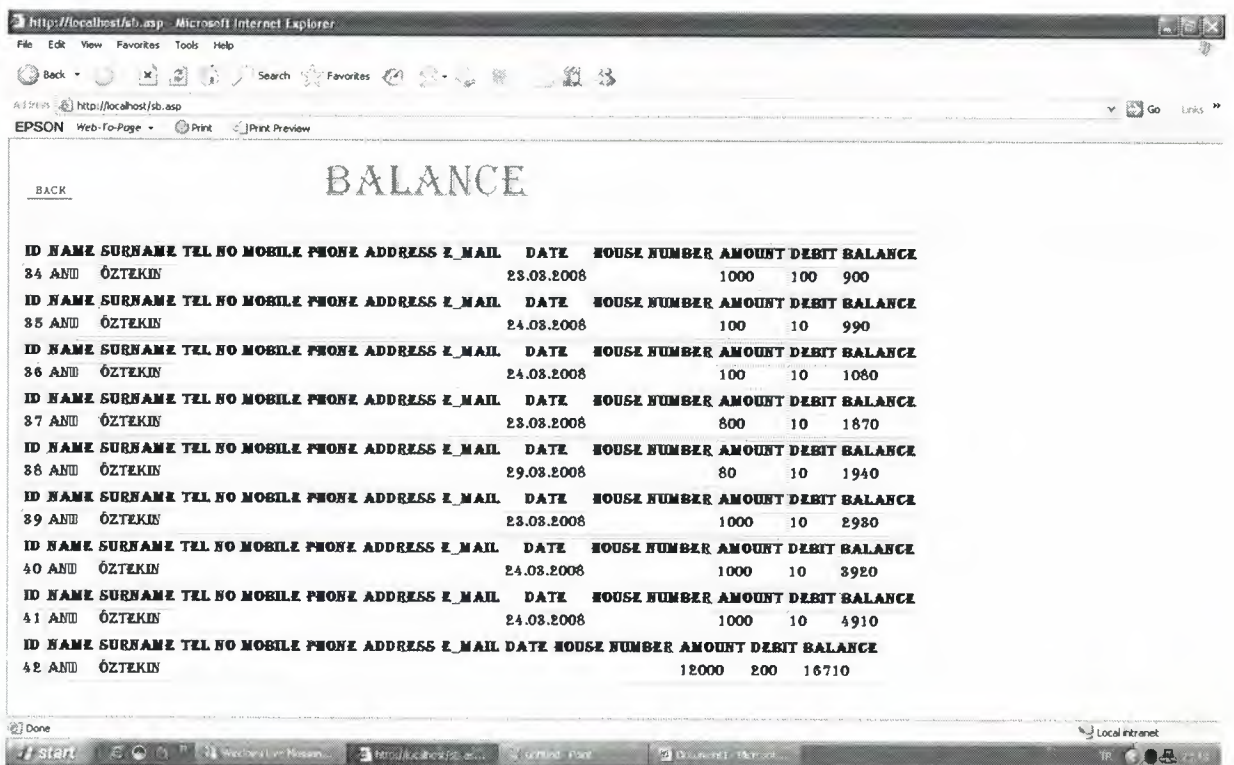 http://localhost/sb.asp - Microsoft Internet Explorer
File Edit View Favorites Tools Help
Back Search Favorites
Address http://localhost/sb.asp Go Links »
EPSON Web-To-Page Print Print Preview
BACK
BALANCE
ID NAME SURNAME TEL NO MOBILE PHONE ADDRESS E_MAIL DATE HOUSE NUMBER AMOUNT DEBIT BALANCE
34 ÖZTEKIN 23.03.2008 1000 100 900
ID NAME SURNAME TEL NO MOBILE PHONE ADDRESS E_MAIL DATE HOUSE NUMBER AMOUNT DEBIT BALANCE
35 ÖZTEKIN 24.03.2008 100 10 990
ID NAME SURNAME TEL NO MOBILE PHONE ADDRESS E_MAIL DATE HOUSE NUMBER AMOUNT DEBIT BALANCE
36 ÖZTEKIN 24.03.2008 100 10 1080
ID NAME SURNAME TEL NO MOBILE PHONE ADDRESS E_MAIL DATE HOUSE NUMBER AMOUNT DEBIT BALANCE
37 ÖZTEKIN 23.03.2008 800 10 1870
ID NAME SURNAME TEL NO MOBILE PHONE ADDRESS E_MAIL DATE HOUSE NUMBER AMOUNT DEBIT BALANCE
38 ÖZTEKIN 29.03.2008 80 10 1940
ID NAME SURNAME TEL NO MOBILE PHONE ADDRESS E_MAIL DATE HOUSE NUMBER AMOUNT DEBIT BALANCE
39 ÖZTEKIN 23.03.2008 1000 10 2930
ID NAME SURNAME TEL NO MOBILE PHONE ADDRESS E_MAIL DATE HOUSE NUMBER AMOUNT DEBIT BALANCE
40 ÖZTEKIN 24.03.2008 1000 10 3920
ID NAME SURNAME TEL NO MOBILE PHONE ADDRESS E_MAIL DATE HOUSE NUMBER AMOUNT DEBIT BALANCE
41 ÖZTEKIN 24.03.2008 1000 10 4910
ID NAME SURNAME TEL NO MOBILE PHONE ADDRESS E_MAIL DATE HOUSE NUMBER AMOUNT DEBIT BALANCE
42 ÖZTEKIN 12000 200 16710
Done Local intranet
start TR